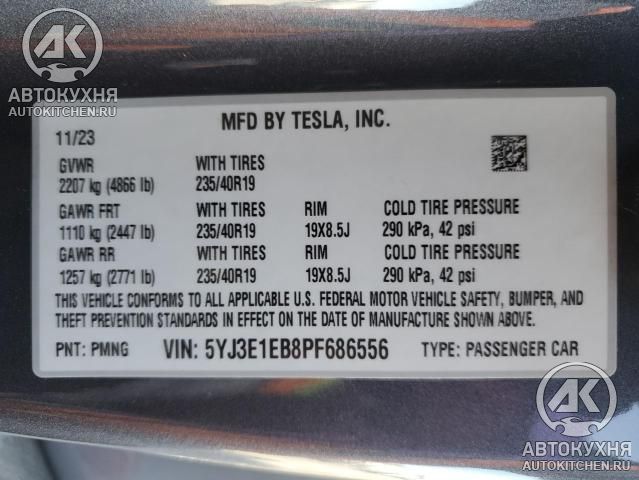 AK
АВТОКУХНЯ
AUTOKITCHEN.RU
MFD BY TESLA, INC.
11/23
GVWR WITH TIRES
2207 kg (4866 lb) 235/40R19
GAWR FRT WITH TIRES RIM COLD TIRE PRESSURE
1110 kg (2447 lb) 235/40R19 19X8.5J 290 kPa, 42 psi
GAWR RR WITH TIRES RIM COLD TIRE PRESSURE
1257 kg (2771 lb) 235/40R19 19X8.5J 290 kPa, 42 psi
THIS VEHICLE CONFORMS TO ALL APPLICABLE U.S. FEDERAL MOTOR VEHICLE SAFETY, BUMPER, AND
THEFT PREVENTION STANDARDS IN EFFECT ON THE DATE OF MANUFACTURE SHOWN ABOVE.
PNT: PMNG VIN: 5YJ3E1EB8PF686556 TYPE: PASSENGER CAR
AK
АВТОКУХНЯ
AUTOKITCHEN.RU